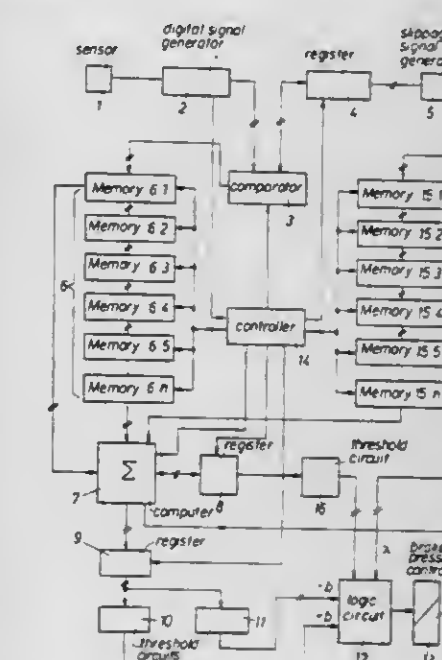 digital signal
generator
sensor
register
signal
1
2
4
5
Memory 6.1
comparator
Memory 15.1
Memory 6.2
3
Memory 15.2
Memory 6.3
Memory 15.3
6
Memory 6.4
controller
Memory 15.4
Memory 6.5
14
Memory 15.5
Memory 6.n
Memory 15.n
register
threshold
circuit
Σ
7
computer
8
16
9
register
x
-b
logic
circuit
10
11
+b
threshold
circuits
12